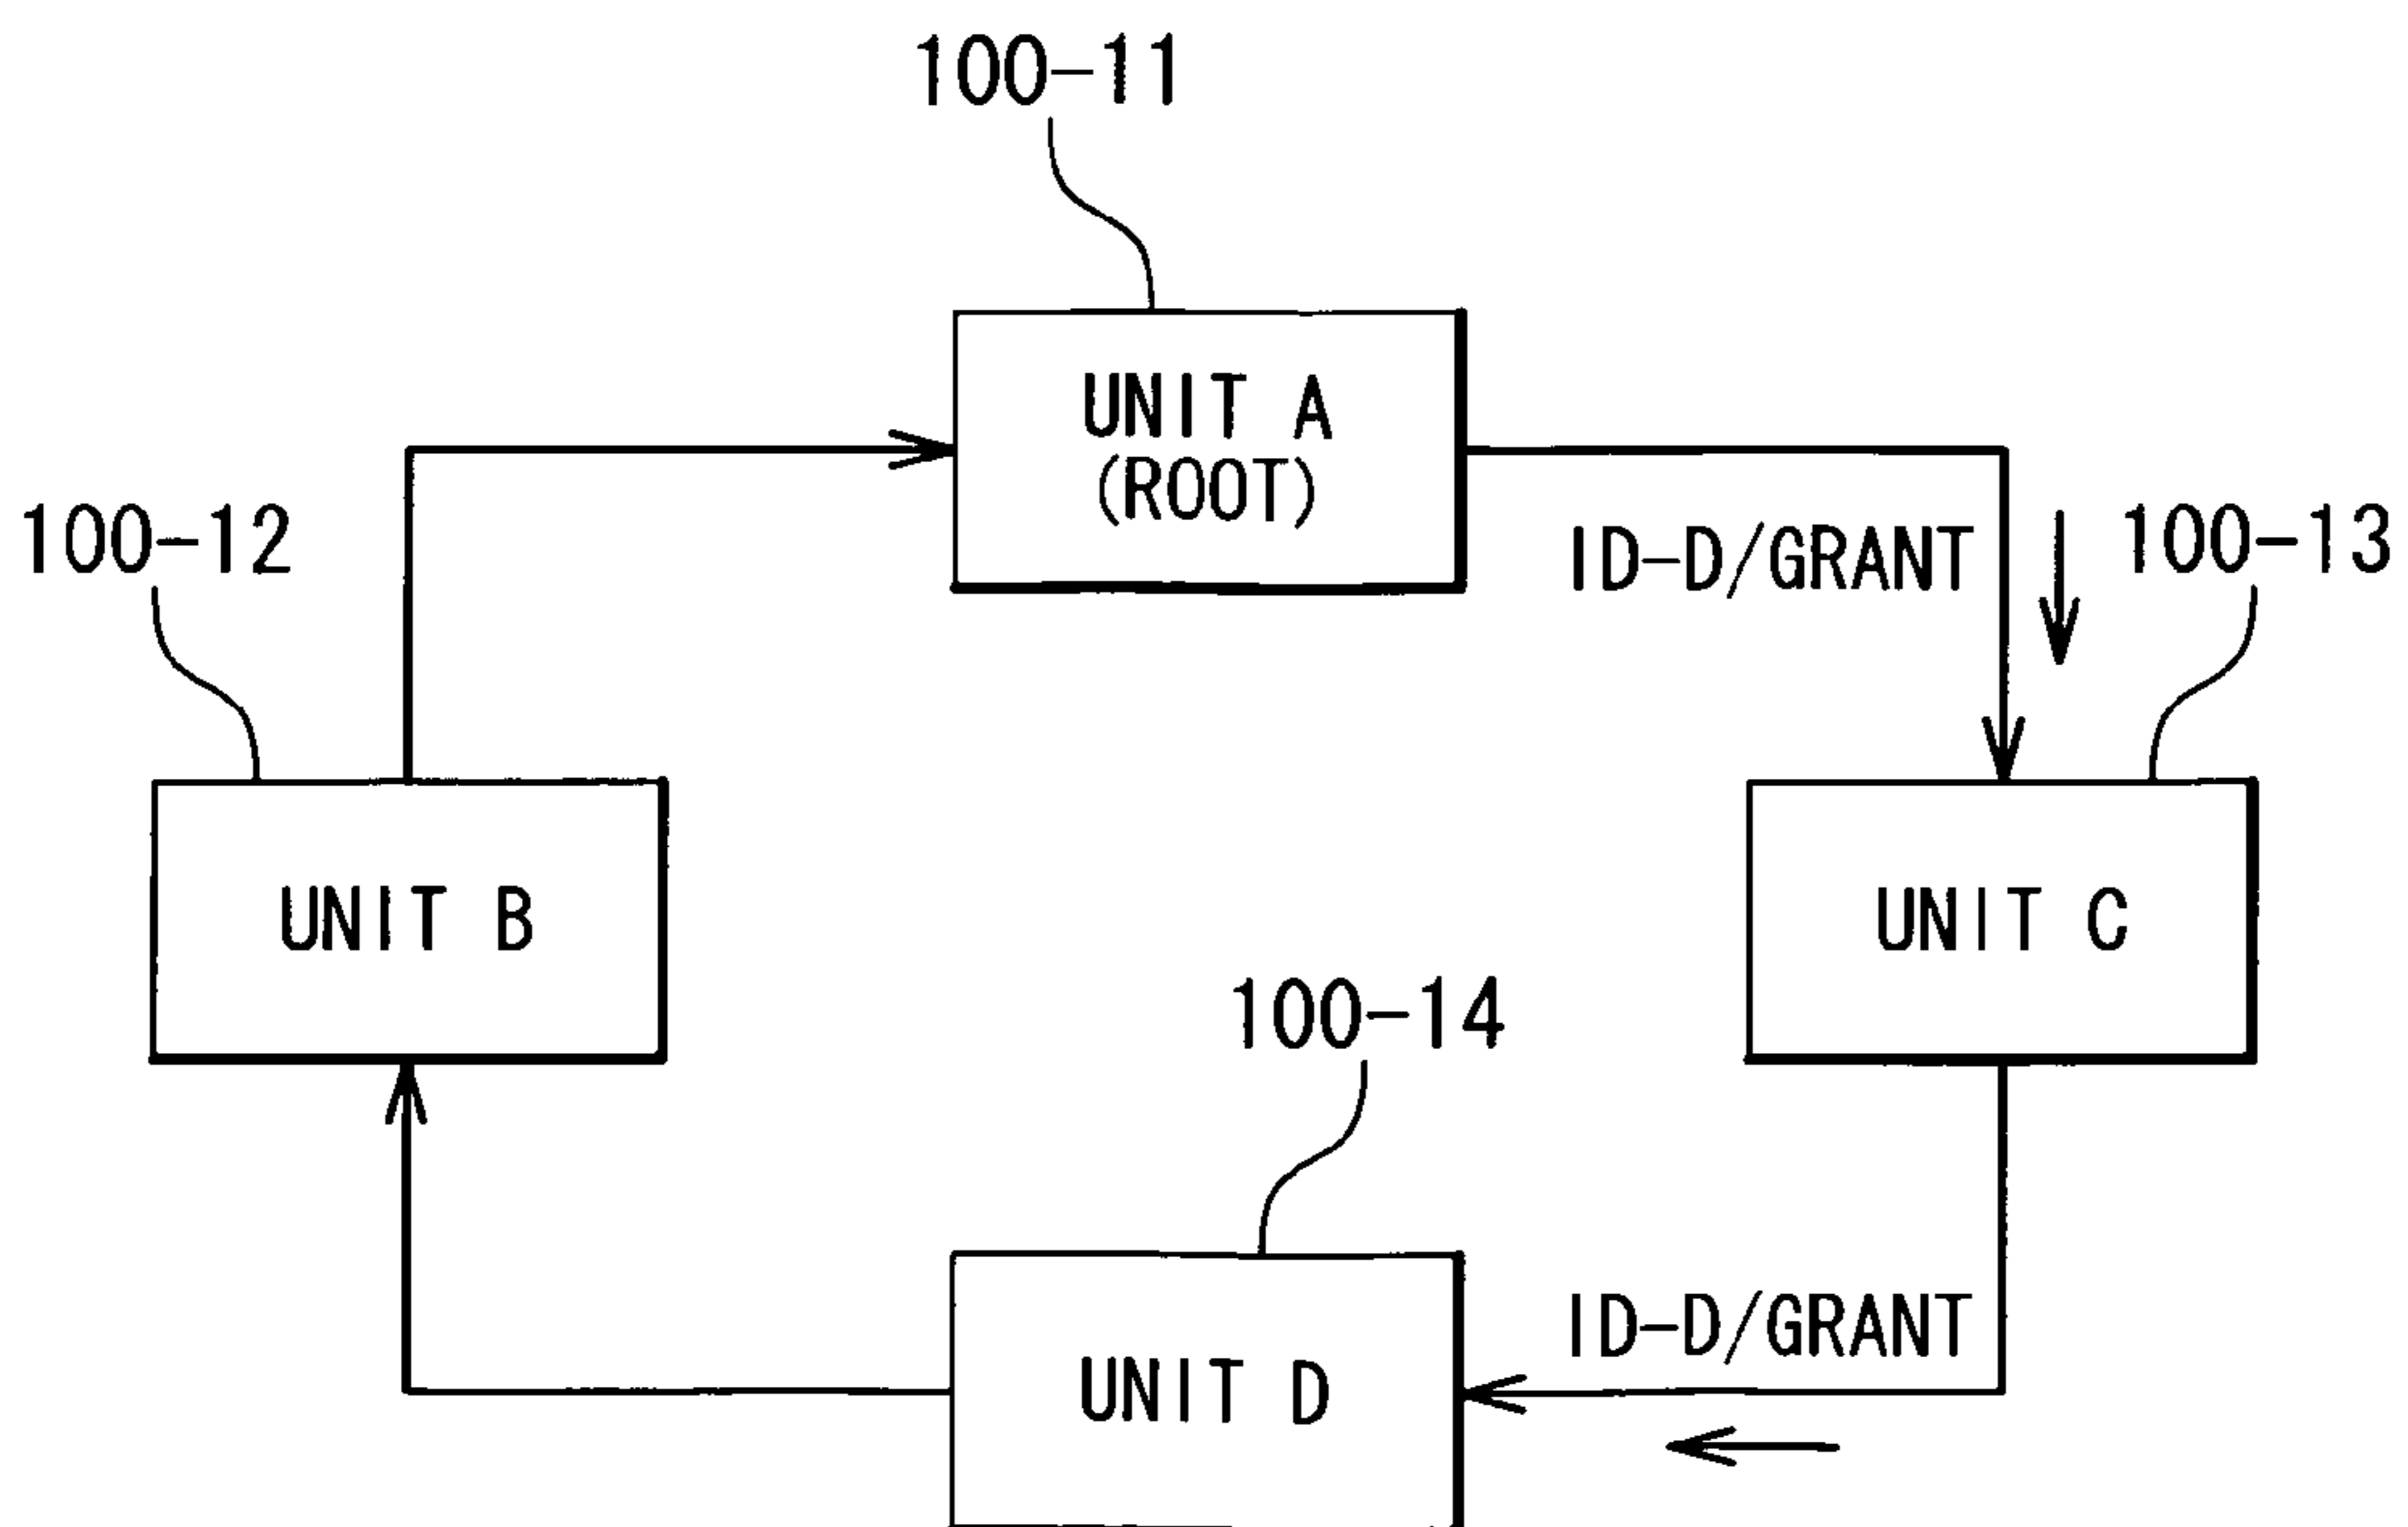 100-11
UNIT A
(ROOT)
100-12
ID-D/GRANT
100-13
UNIT B
UNIT C
100-14
ID-D/GRANT
UNIT D